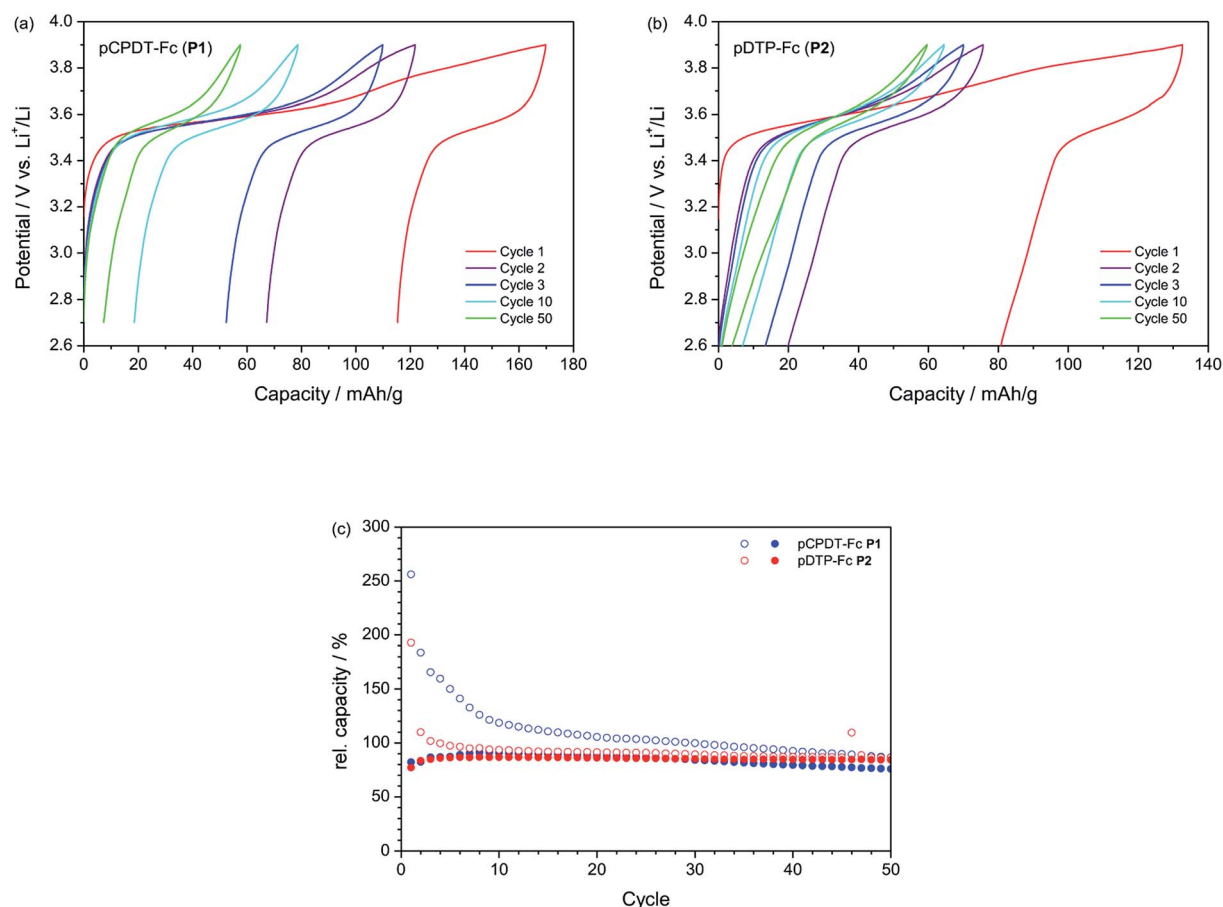 (a)
pCPDT-Fc (P1)
4.0
3.8
3.6
3.4
3.2
3.0
2.8
2.6
Potential / V vs. Li⁺/Li
Cycle 1
Cycle 2
Cycle 3
Cycle 10
Cycle 50
0 20 40 60 80 100 120 140 160 180
Capacity / mAh/g
(b)
pDTP-Fc (P2)
4.0
3.8
3.6
3.4
3.2
3.0
2.8
2.6
Potential / V vs. Li⁺/Li
Cycle 1
Cycle 2
Cycle 3
Cycle 10
Cycle 50
0 20 40 60 80 100 120 140
Capacity / mAh/g
(c)
300
250
200
150
100
50
0
rel. capacity / %
pCPDT-Fc P1
pDTP-Fc P2
0 10 20 30 40 50
Cycle